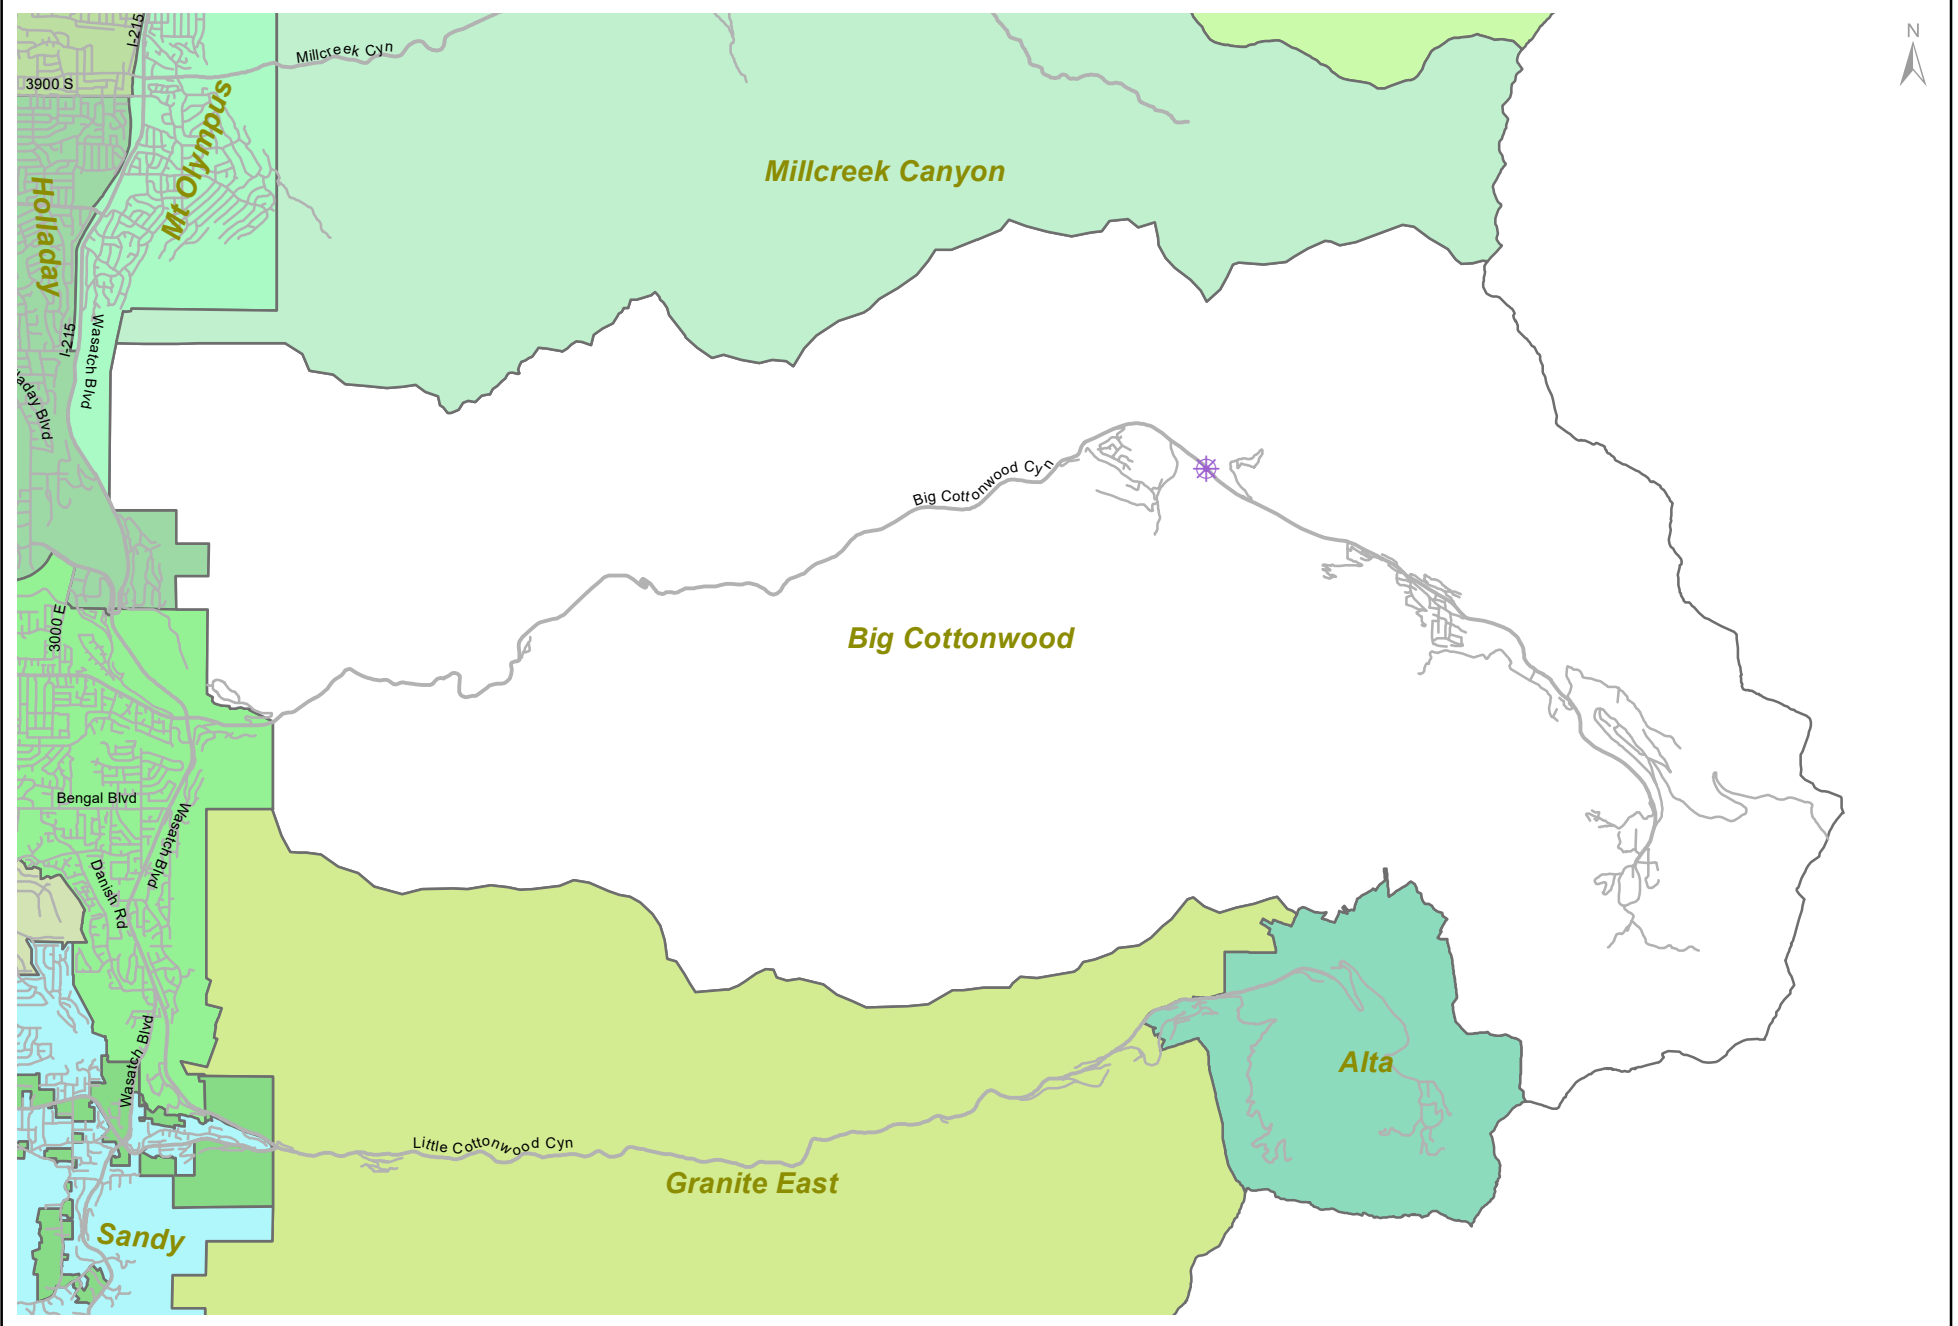 I-215
N
Millcreek Cyn
3900 S
Mt Olympus
Millcreek Canyon
Holladay
I-215
Wasatch Blvd
laday Blvd
Big Cottonwood Cyn
3000 E
Big Cottonwood
Bengal Blvd
Wasatch Blvd
Danish Rd
Wasatch Blvd
Alta
Little Cottonwood Cyn
Granite East
Sandy